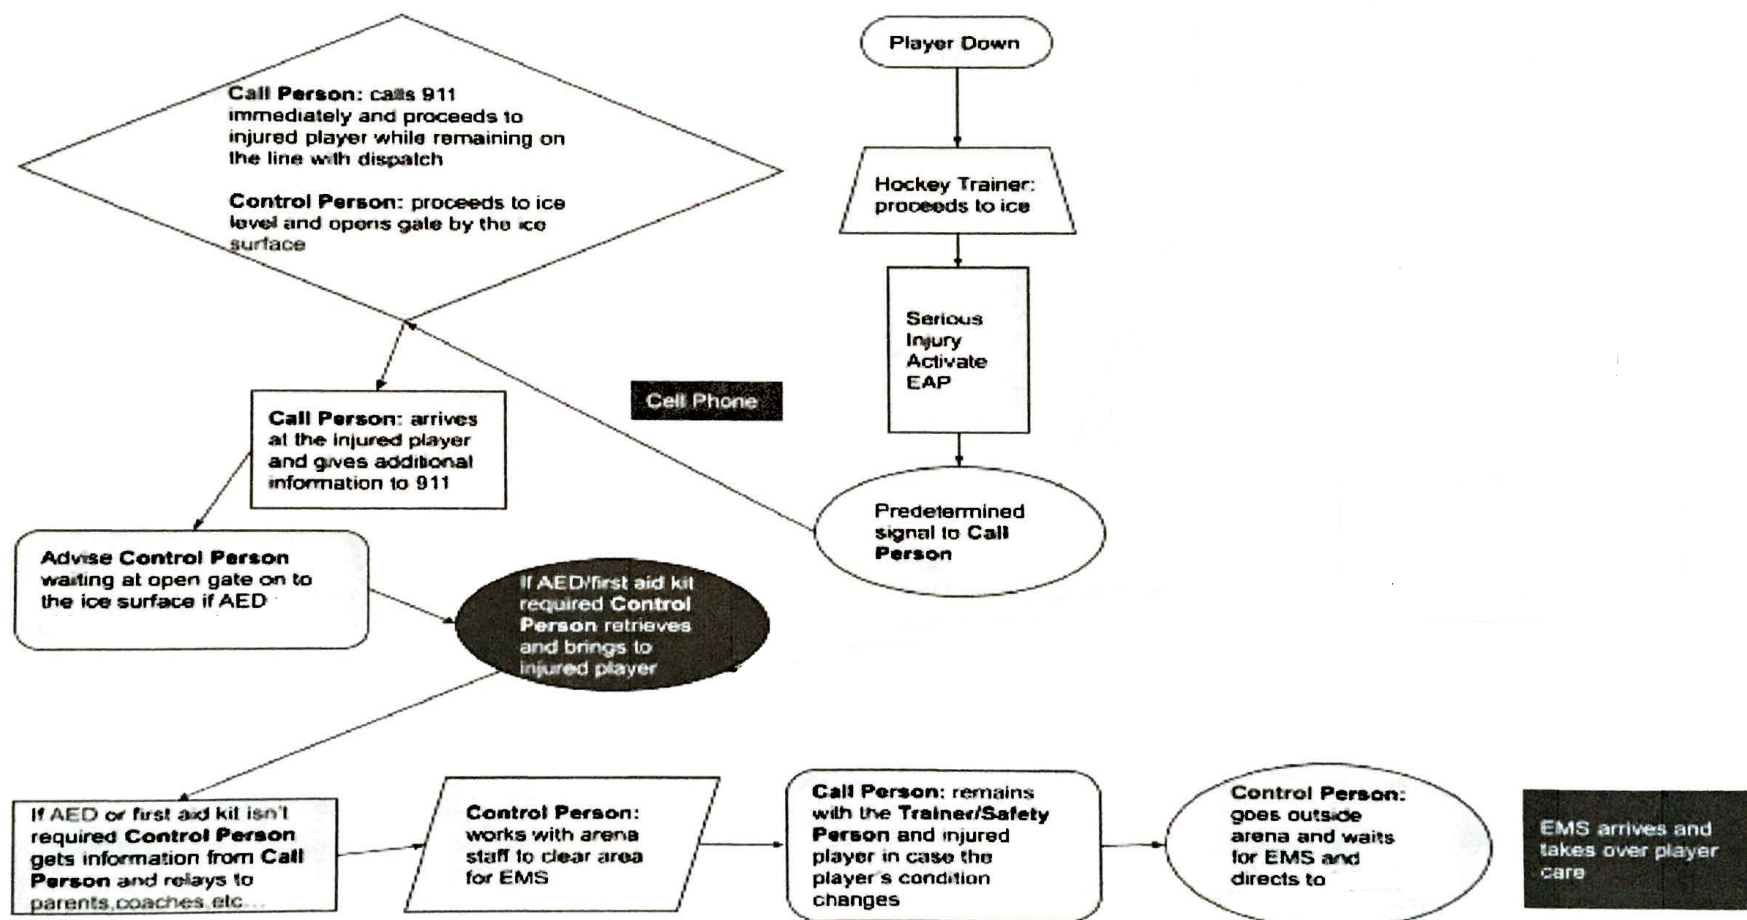 Player Down
Hockey Trainer:
proceeds to ice
Serious
Injury
Activate
EAP
Predetermined
signal to Call
Person
Cell Phone
Call Person: calls 911
immediately and proceeds to
injured player while remaining on
the line with dispatch
Control Person: proceeds to ice
level and opens gate by the ice
surface
Call Person: arrives
at the injured player
and gives additional
information to 911
Advise Control Person
waiting at open gate on to
the ice surface if AED
If AED/first aid kit
required Control
Person retrieves
and brings to
injured player
If AED or first aid kit isn't
required Control Person
gets information from Call
Person and relays to
parents,coaches,etc...
Control Person:
works with arena
staff to clear area
for EMS
Call Person: remains
with the Trainer/Safety
Person and injured
player in case the
player's condition
changes
Control Person:
goes outside
arena and waits
for EMS and
directs to
EMS arrives and
takes over player
care